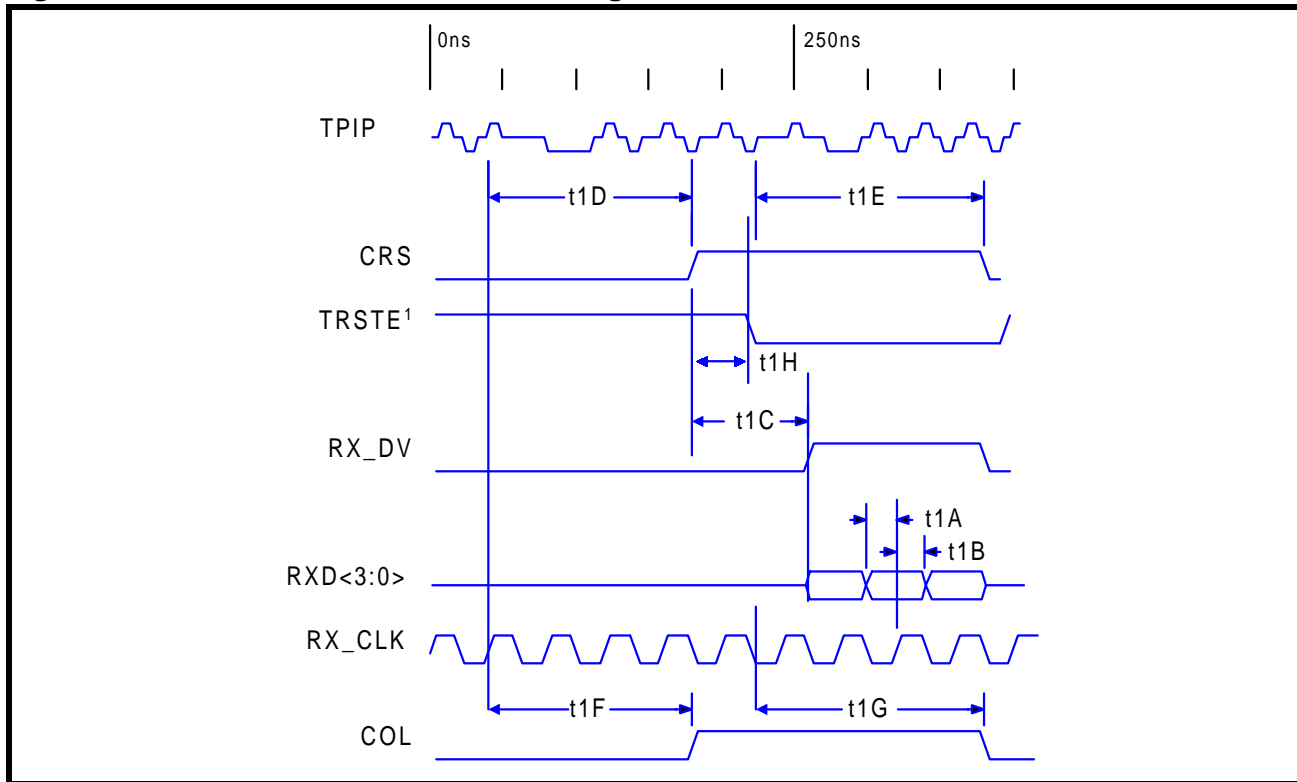 0ns 250ns
TPIP
t1D t1E
CRS
TRSTE¹
t1H
t1C
RX_DV
t1A
t1B
RXD<3:0>
RX_CLK
t1F t1G
COL